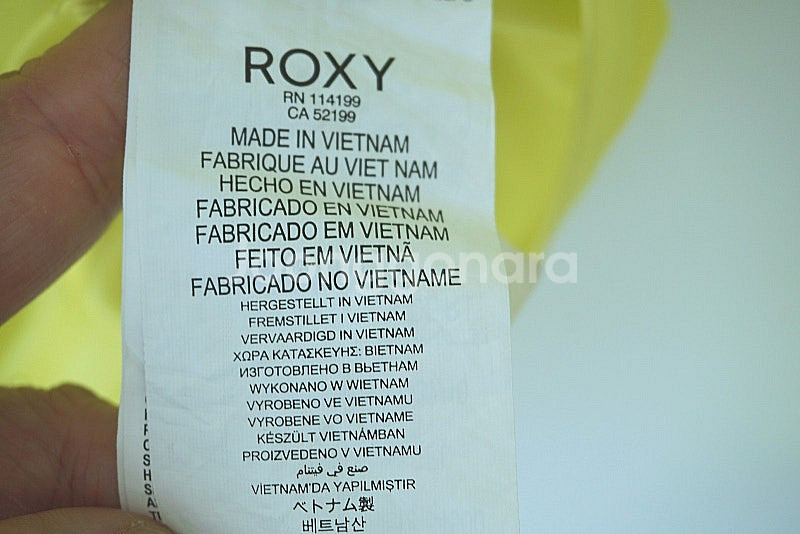 ROXY
RN 114199
CA 52199
MADE IN VIETNAM
FABRIQUE AU VIET NAM
HECHO EN VIETNAM
FABRICADO EN VIETNAM
FABRICADO EM VIETNAM
FEITO EM VIETNÃ
FABRICADO NO VIETNAME
HERGESTELLT IN VIETNAM
FREMSTILLET I VIETNAM
VERVAARDIGD IN VIETNAM
ΧΩΡΑ ΚΑΤΑΣΚΕΥΗΣ: ΒΙΕΤΝΑΜ
ИЗГОТОВЛЕНО В ВЬЕТНАМ
WYKONANO W WIETNAM
VYROBENO VE VIETNAMU
VYROBENE VO VIETNAME
KÉSZÜLT VIETNÁMBAN
PROIZVEDENO V VIETNAMU
صنع في فيتنام
VİETNAM'DA YAPILMIŞTIR
ベトナム製
베트남산